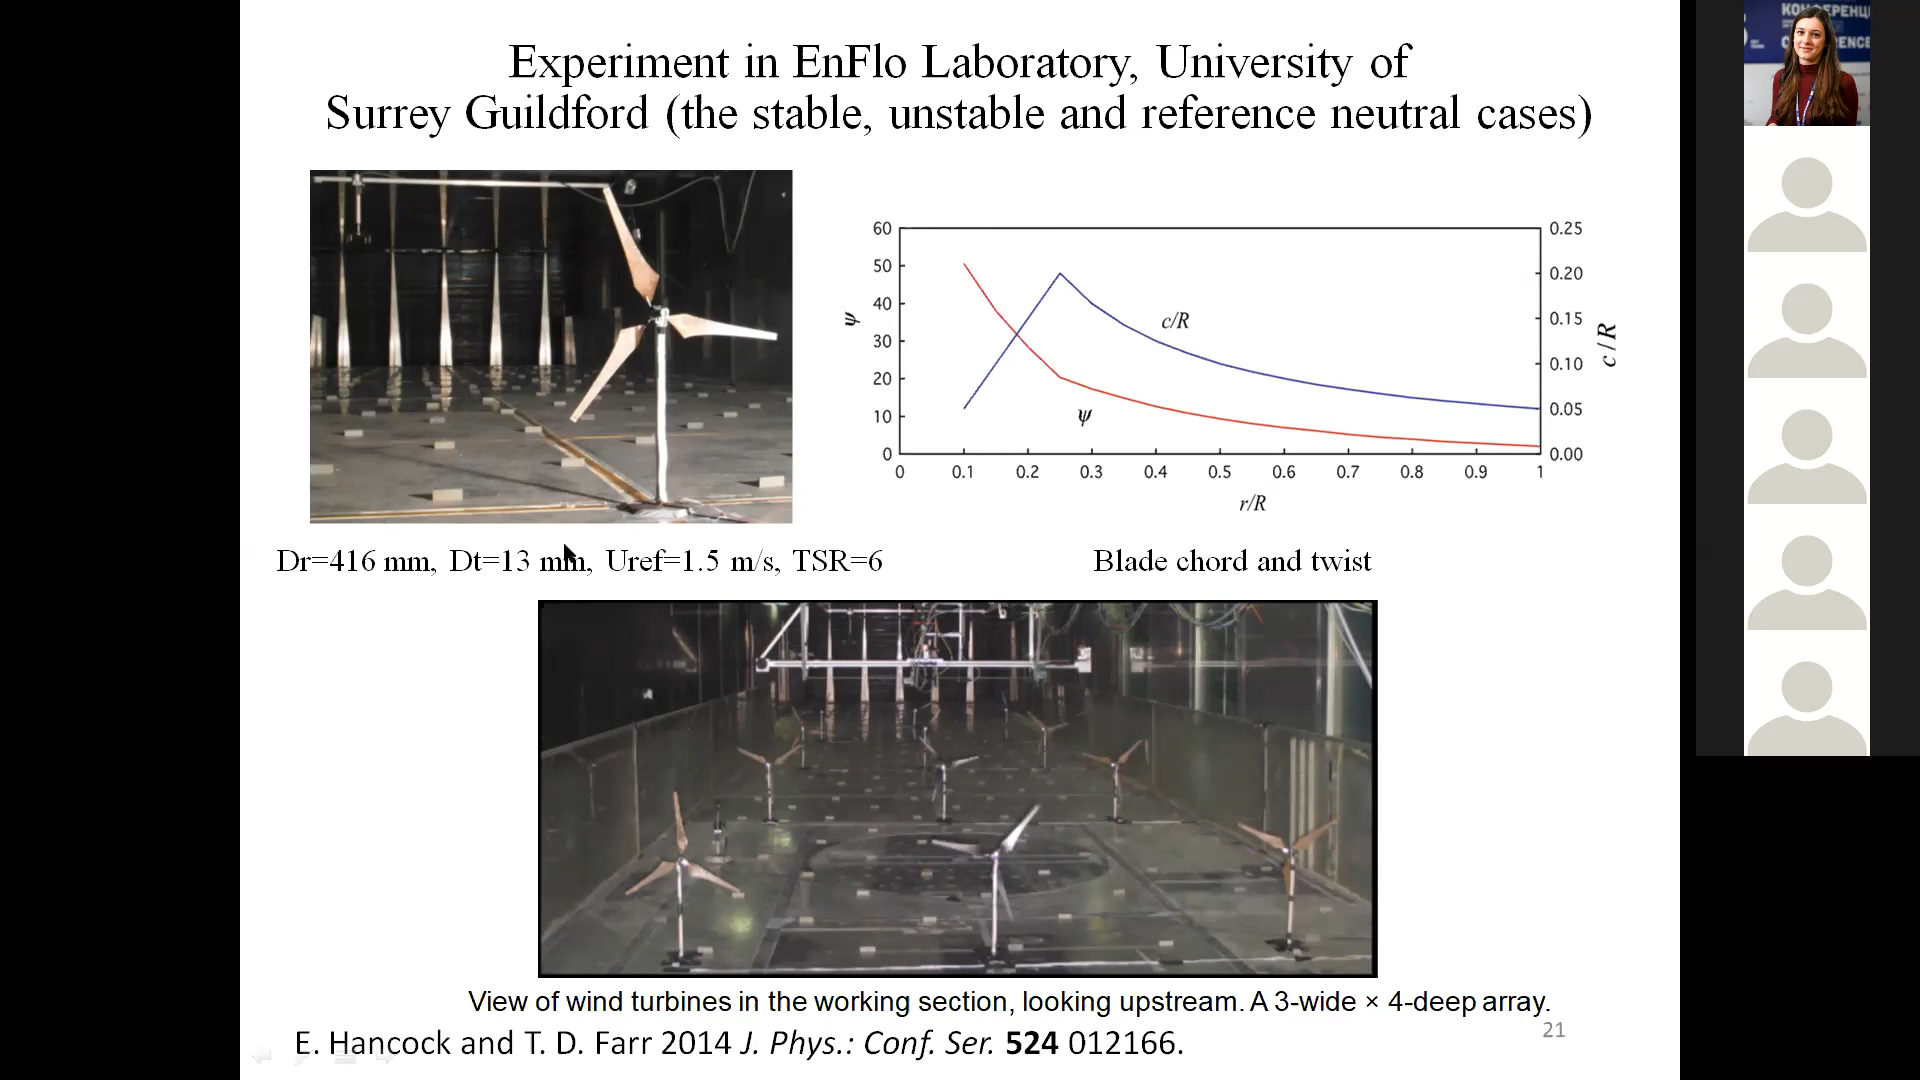 Experiment in EnFlo Laboratory, University of
Surrey Guildford (the stable, unstable and reference neutral cases)
60
50
40
30
20
10
0
ψ
0.25
0.20
0.15
0.10
0.05
0.00
c/R
c/R
ψ
0 0.1 0.2 0.3 0.4 0.5 0.6 0.7 0.8 0.9 1
r/R
Dr=416 mm, Dt=13 mm, Uref=1.5 m/s, TSR=6
Blade chord and twist
View of wind turbines in the working section, looking upstream. A 3-wide × 4-deep array.
E. Hancock and T. D. Farr 2014 J. Phys.: Conf. Ser. 524 012166.
21